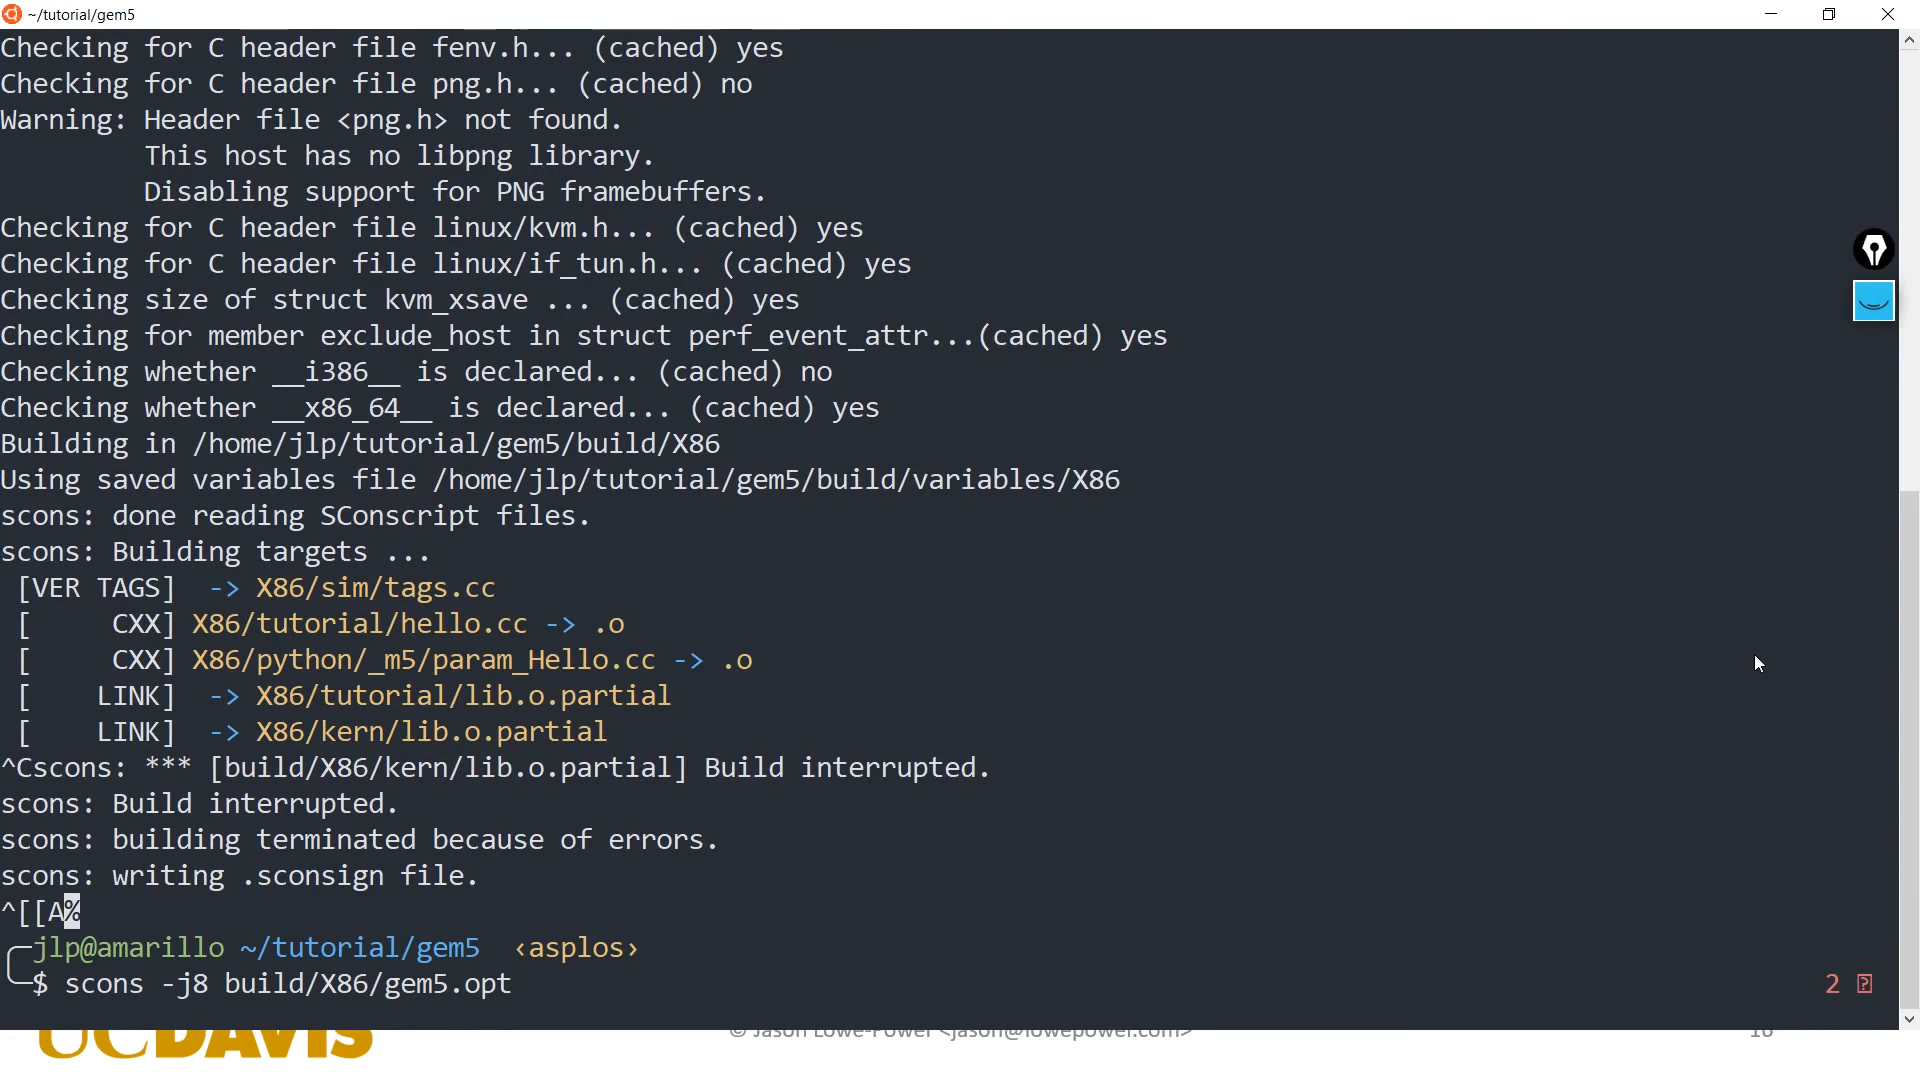 ~/tutorial/gem5
Checking for C header file fenv.h... (cached) yes
Checking for C header file png.h... (cached) no
Warning: Header file <png.h> not found.
         This host has no libpng library.
         Disabling support for PNG framebuffers.
Checking for C header file linux/kvm.h... (cached) yes
Checking for C header file linux/if_tun.h... (cached) yes
Checking size of struct kvm_xsave ... (cached) yes
Checking for member exclude_host in struct perf_event_attr...(cached) yes
Checking whether __i386__ is declared... (cached) no
Checking whether __x86_64__ is declared... (cached) yes
Building in /home/jlp/tutorial/gem5/build/X86
Using saved variables file /home/jlp/tutorial/gem5/build/variables/X86
scons: done reading SConscript files.
scons: Building targets ...
 [VER TAGS]  -> X86/sim/tags.cc
 [     CXX] X86/tutorial/hello.cc -> .o
 [     CXX] X86/python/_m5/param_Hello.cc -> .o
 [    LINK]  -> X86/tutorial/lib.o.partial
 [    LINK]  -> X86/kern/lib.o.partial
^Cscons: *** [build/X86/kern/lib.o.partial] Build interrupted.
scons: Build interrupted.
scons: building terminated because of errors.
scons: writing .sconsign file.
^[[A%
jlp@amarillo ~/tutorial/gem5  ‹asplos›
$ scons -j8 build/X86/gem5.opt 2
UCDAVIS © Jason Lowe-Power <jason@lowepower.com> 16